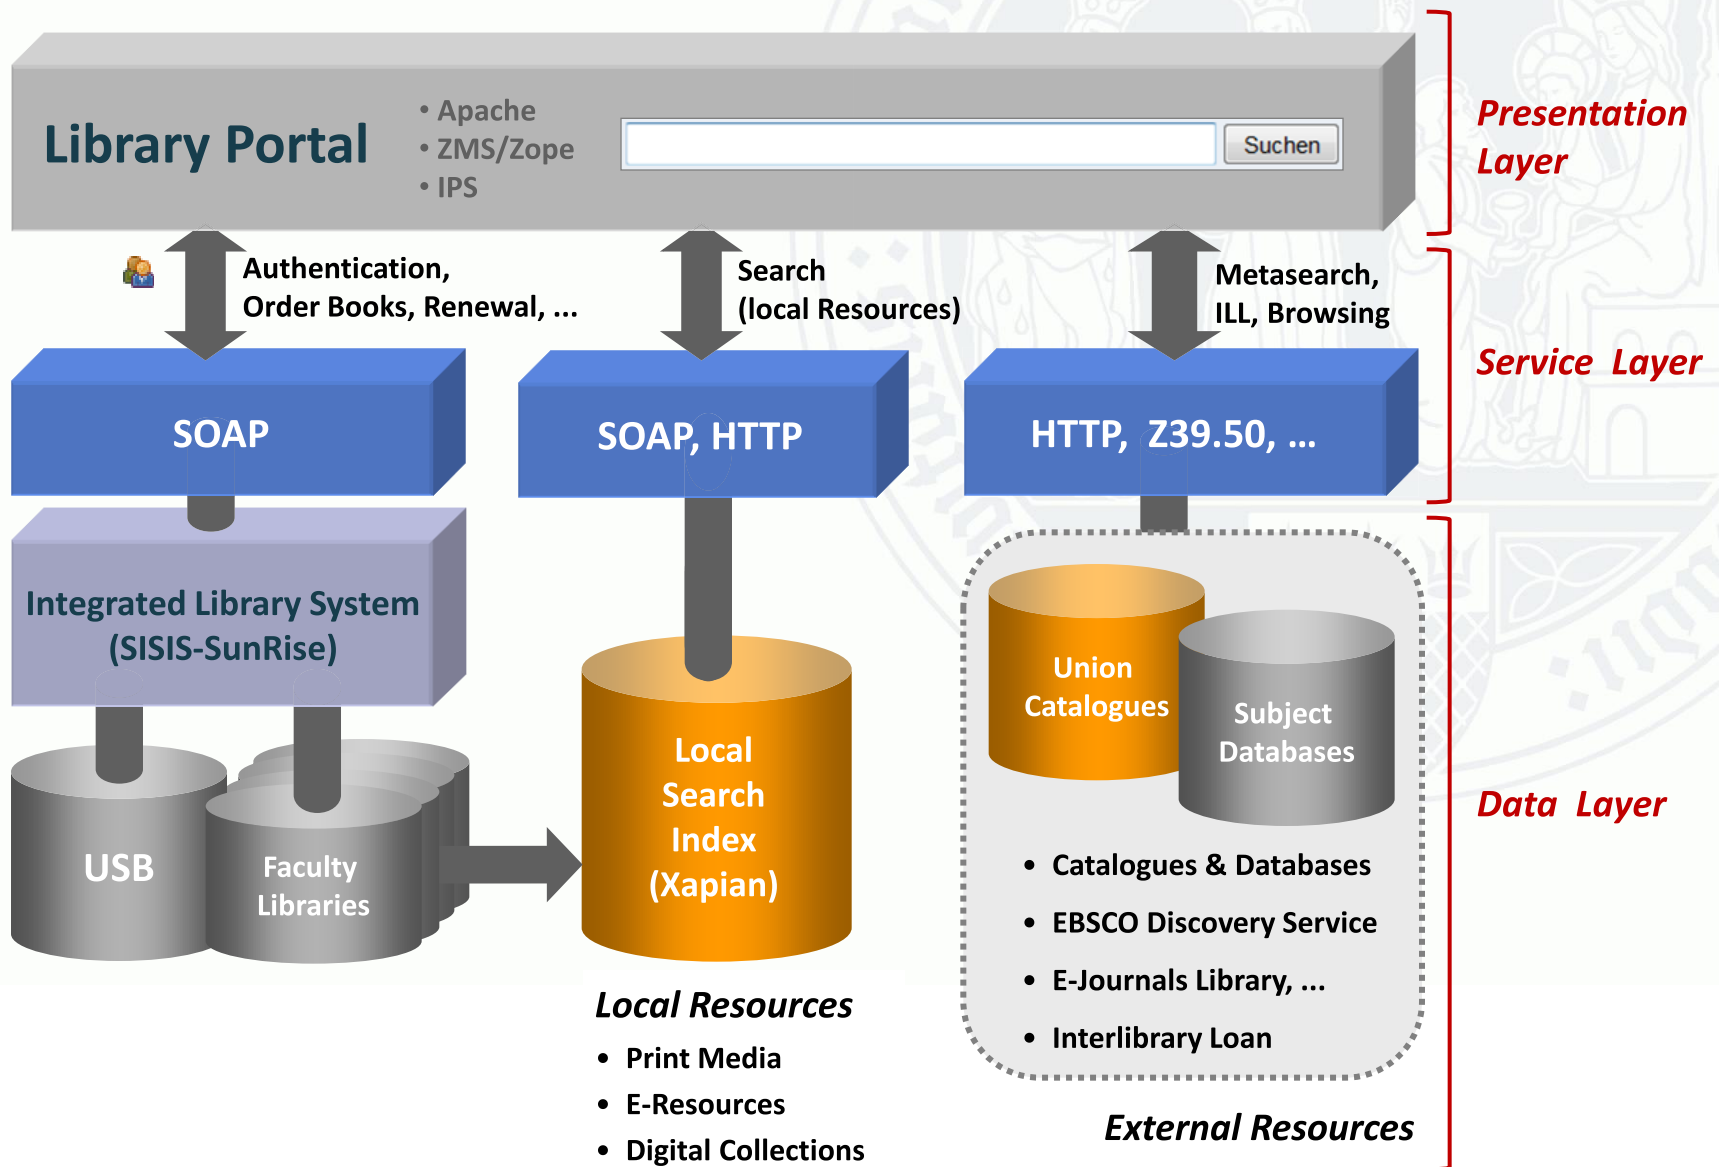 Library Portal
• Apache
• ZMS/Zope
• IPS
Suchen
Presentation
Layer
Authentication,
Order Books, Renewal, ...
Search
(local Resources)
Metasearch,
ILL, Browsing
Service Layer
SOAP
SOAP, HTTP
HTTP, Z39.50, ...
Integrated Library System
(SISIS-SunRise)
USB
Faculty
Libraries
Local
Search
Index
(Xapian)
Union
Catalogues
Subject
Databases
• Catalogues & Databases
• EBSCO Discovery Service
• E-Journals Library, ...
• Interlibrary Loan
Data Layer
Local Resources
• Print Media
• E-Resources
• Digital Collections
External Resources